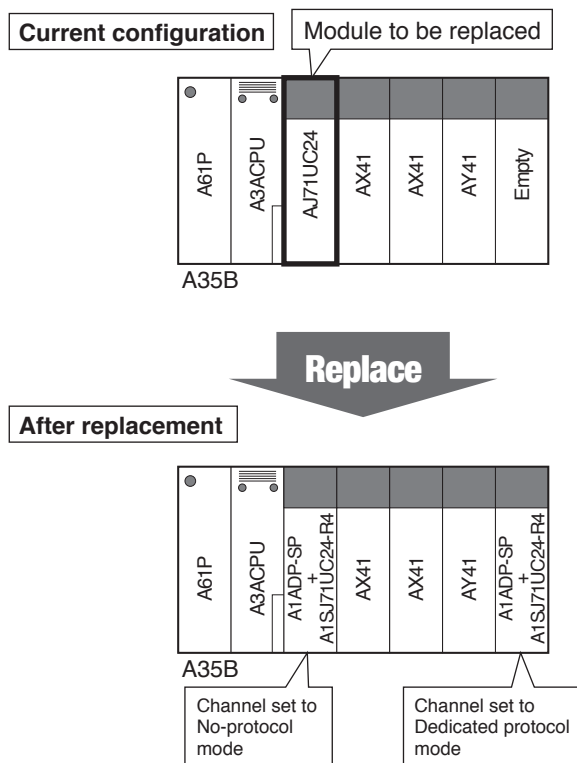 Current configuration
Module to be replaced
A61P
A3ACPU
AJ71UC24
AX41
AX41
AY41
Empty
A35B
Replace
After replacement
A61P
A3ACPU
A1ADP-SP
+
A1SJ71UC24-R4
AX41
AX41
AY41
A1ADP-SP
+
A1SJ71UC24-R4
A35B
Channel set to
No-protocol
mode
Channel set to
Dedicated protocol
mode